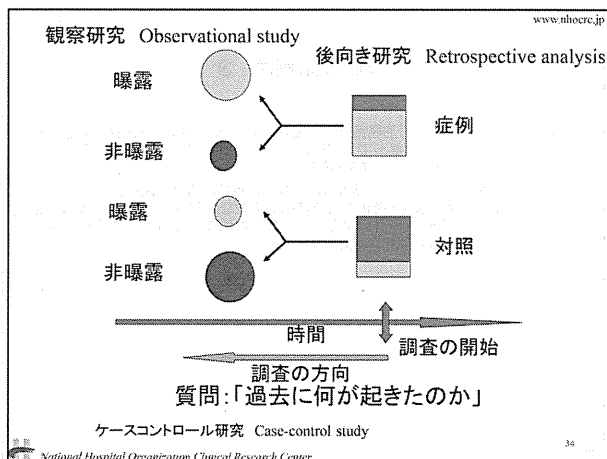 www.nhocrc.jp
観察研究 Observational study
後向き研究 Retrospective analysis
曝露
症例
非曝露
曝露
対照
非曝露
時間
調査の開始
調査の方向
質問:「過去に何が起きたのか」
ケースコントロール研究 Case-control study
34
National Hospital Organization Clinical Research Center